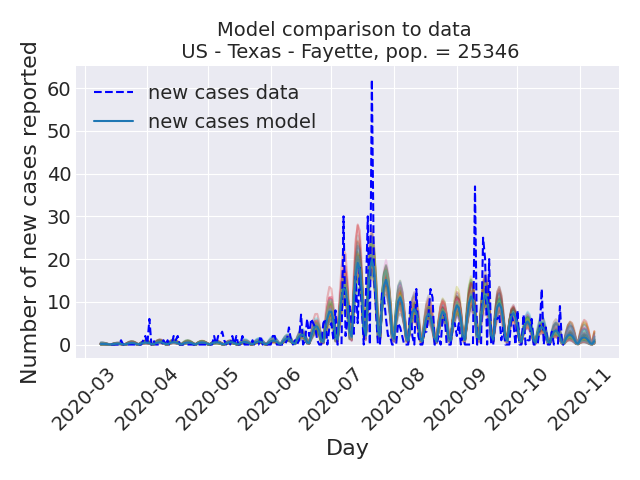 Model comparison to data
US - Texas - Fayette, pop. = 25346
new cases data
new cases model
Number of new cases reported
60
50
40
30
20
10
0
2020-03
2020-04
2020-05
2020-06
2020-07
2020-08
2020-09
2020-10
2020-11
Day